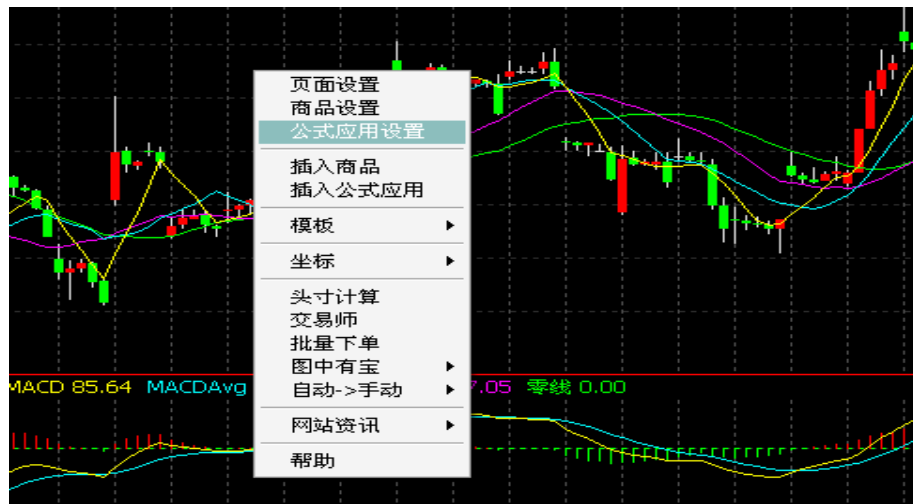 页面设置
商品设置
公式应用设置
插入商品
插入公式应用
模板
坐标
头寸计算
交易师
批量下单
图中有宝
自动->手动
MACD 85.64 MACDAvg 7.05 零线 0.00
网站资讯
帮助